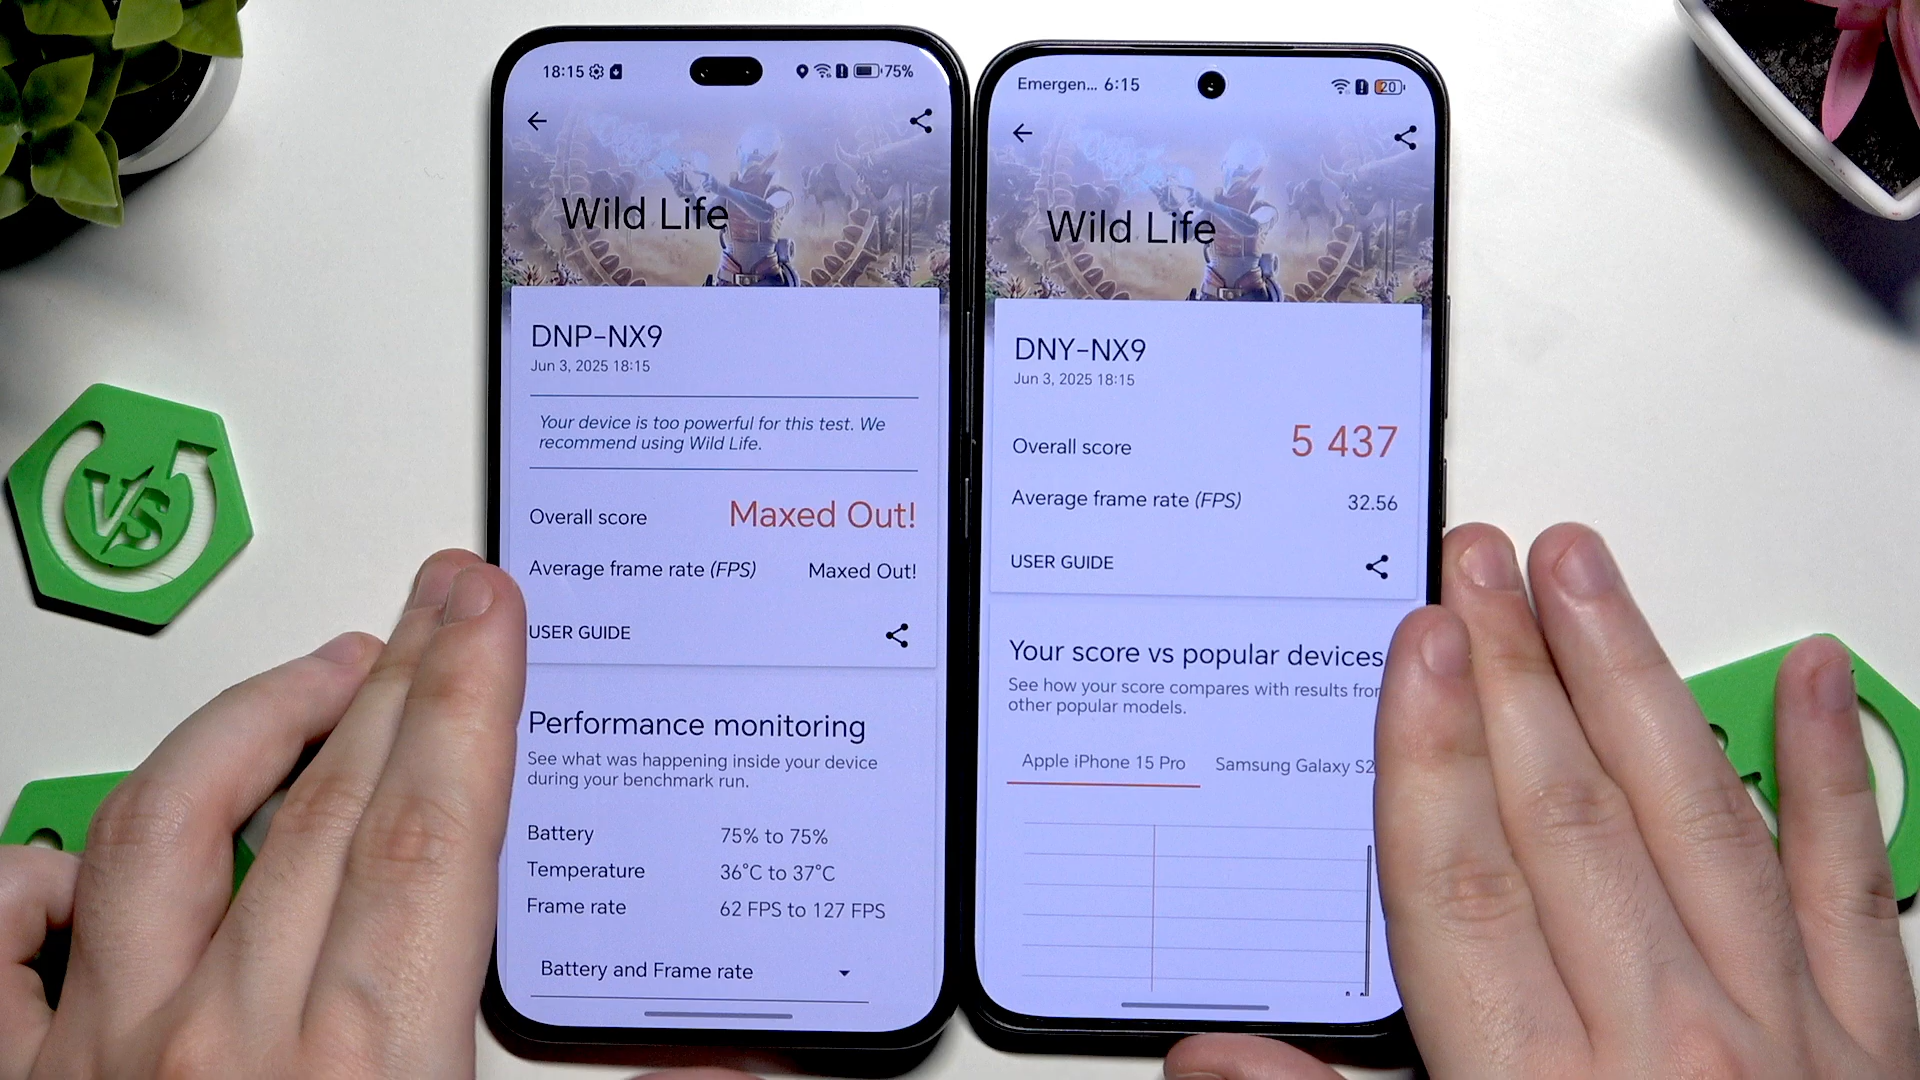 18:15
75%
Wild Life
DNP-NX9
Jun 3, 2025 18:15
Your device is too powerful for this test. We
recommend using Wild Life.
Overall score
Maxed Out!
Average frame rate (FPS)
Maxed Out!
USER GUIDE
Performance monitoring
See what was happening inside your device
during your benchmark run.
Battery
75% to 75%
Temperature
36°C to 37°C
Frame rate
62 FPS to 127 FPS
Battery and Frame rate
Emergen... 6:15
20
Wild Life
DNY-NX9
Jun 3, 2025 18:15
Overall score
5 437
Average frame rate (FPS)
32.56
USER GUIDE
Your score vs popular devices
See how your score compares with results from
other popular models.
Apple iPhone 15 Pro
Samsung Galaxy S2
VS